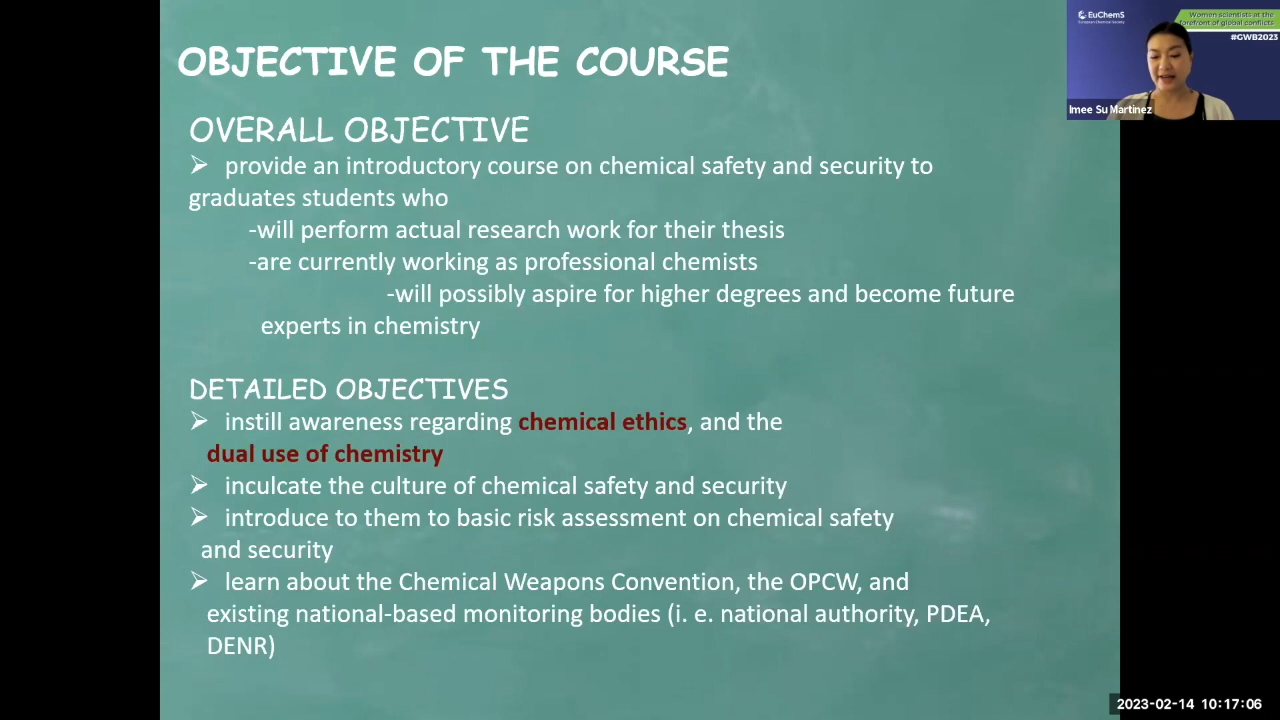 OBJECTIVE OF THE COURSE
OVERALL OBJECTIVE
➢ provide an introductory course on chemical safety and security to
graduates students who
-will perform actual research work for their thesis
-are currently working as professional chemists
-will possibly aspire for higher degrees and become future
experts in chemistry
DETAILED OBJECTIVES
➢ instill awareness regarding chemical ethics, and the
dual use of chemistry
➢ inculcate the culture of chemical safety and security
➢ introduce to them to basic risk assessment on chemical safety
and security
➢ learn about the Chemical Weapons Convention, the OPCW, and
existing national-based monitoring bodies (i. e. national authority, PDEA,
DENR)
EuChemS
European Chemical Society
Women scientists at the
forefront of global conflicts
#GWB2023
Imee Su Martinez
2023-02-14 10:17:06